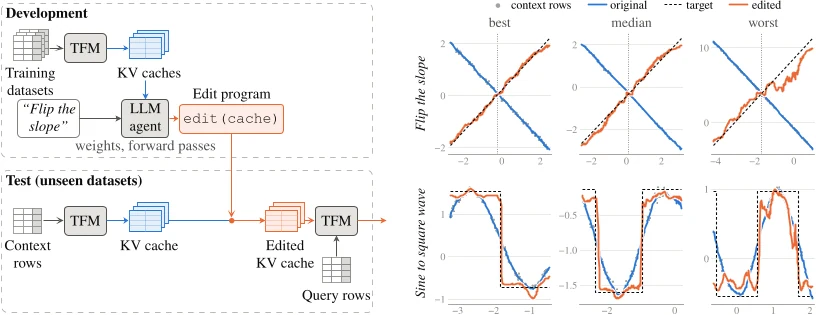 Development
TFM
Training
datasets
KV caches
"Flip the
slope"
LLM
agent
Edit program
edit(cache)
weights, forward passes
Test (unseen datasets)
TFM
TFM
Context
rows
KV cache
Edited
KV cache
Query rows
context rows
original
target
edited
best
median
worst
Flip the slope
2
0
−2
−2
0
2
2
0
−2
−2
0
2
10
0
−4
−2
0
Sine to square wave
1
0
−1
−3
−2
−1
−0.5
−1.0
−1.5
−2
0
1
0
0
1
2